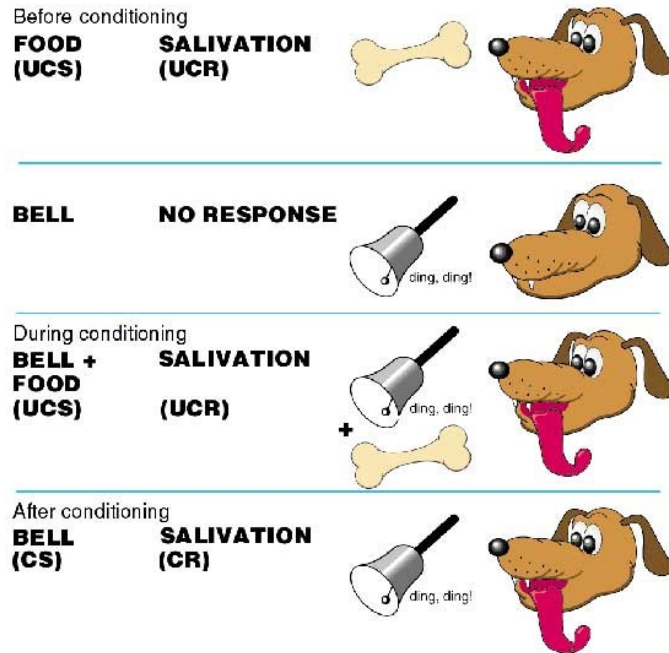 Before conditioning
FOOD SALIVATION
(UCS) (UCR)
BELL NO RESPONSE
ding, ding!
During conditioning
BELL + SALIVATION
FOOD
(UCS) (UCR)
ding, ding!
+
After conditioning
BELL SALIVATION
(CS) (CR)
ding, ding!